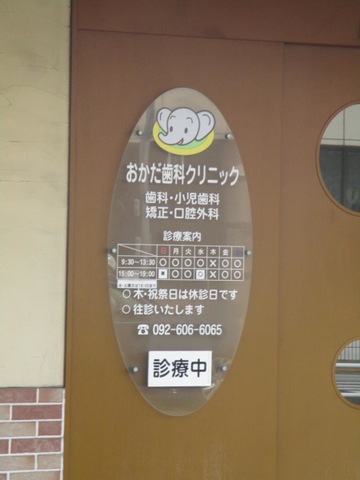 おかだ歯科クリニック
歯科・小児歯科
矯正・口腔外科
診療案内
日 月 火 水 木 金
9:30~13:30 ○ ○ ○ ○ × ○ ○
15:00~19:00
○ 木・祝祭日は休診日です
○ 往診いたします
☎ 092-606-6065
診療中